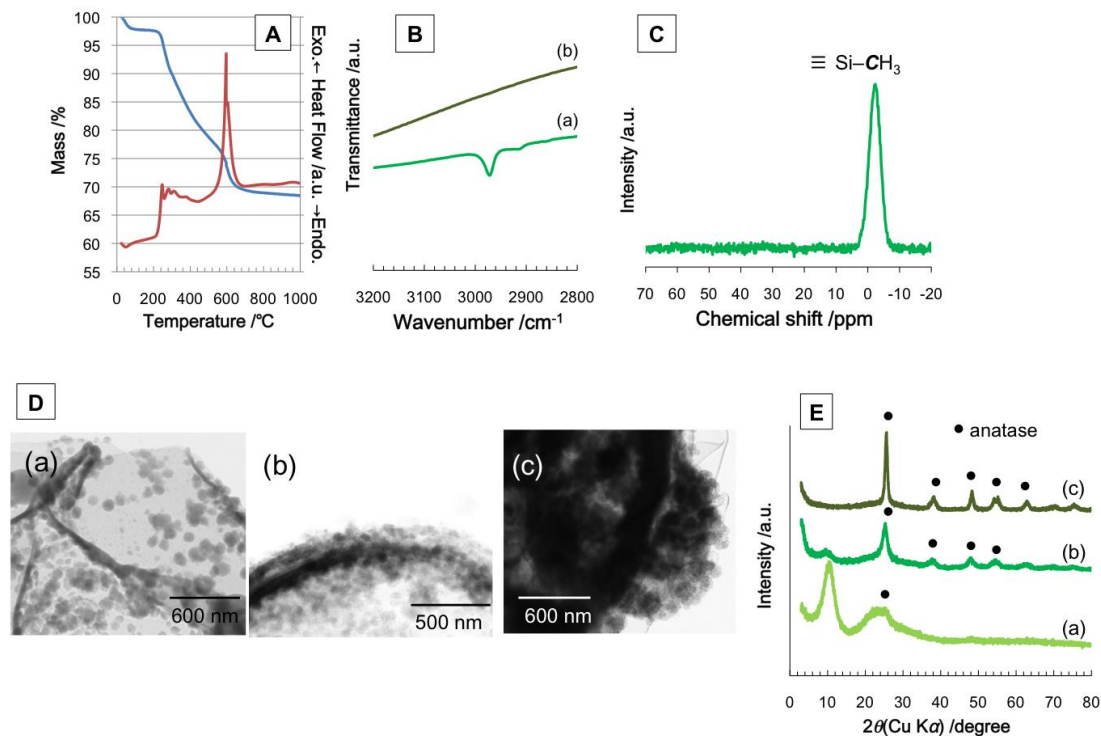 A
100
95
90
85
80
75
70
65
60
55
Mass /%
Exo.← Heat Flow /a.u. →Endo.
0 200 400 600 800 1000
Temperature /°C
B
(b)
(a)
Transmittance /a.u.
3200 3100 3000 2900 2800
Wavenumber /cm-1
C
≡ Si–CH3
Intensity /a.u.
70 60 50 40 30 20 10 0 -10 -20
Chemical shift /ppm
D
(a)
600 nm
(b)
500 nm
(c)
600 nm
E
● anatase
(c)
(b)
(a)
Intensity /a.u.
0 10 20 30 40 50 60 70 80
2θ(Cu Kα) /degree